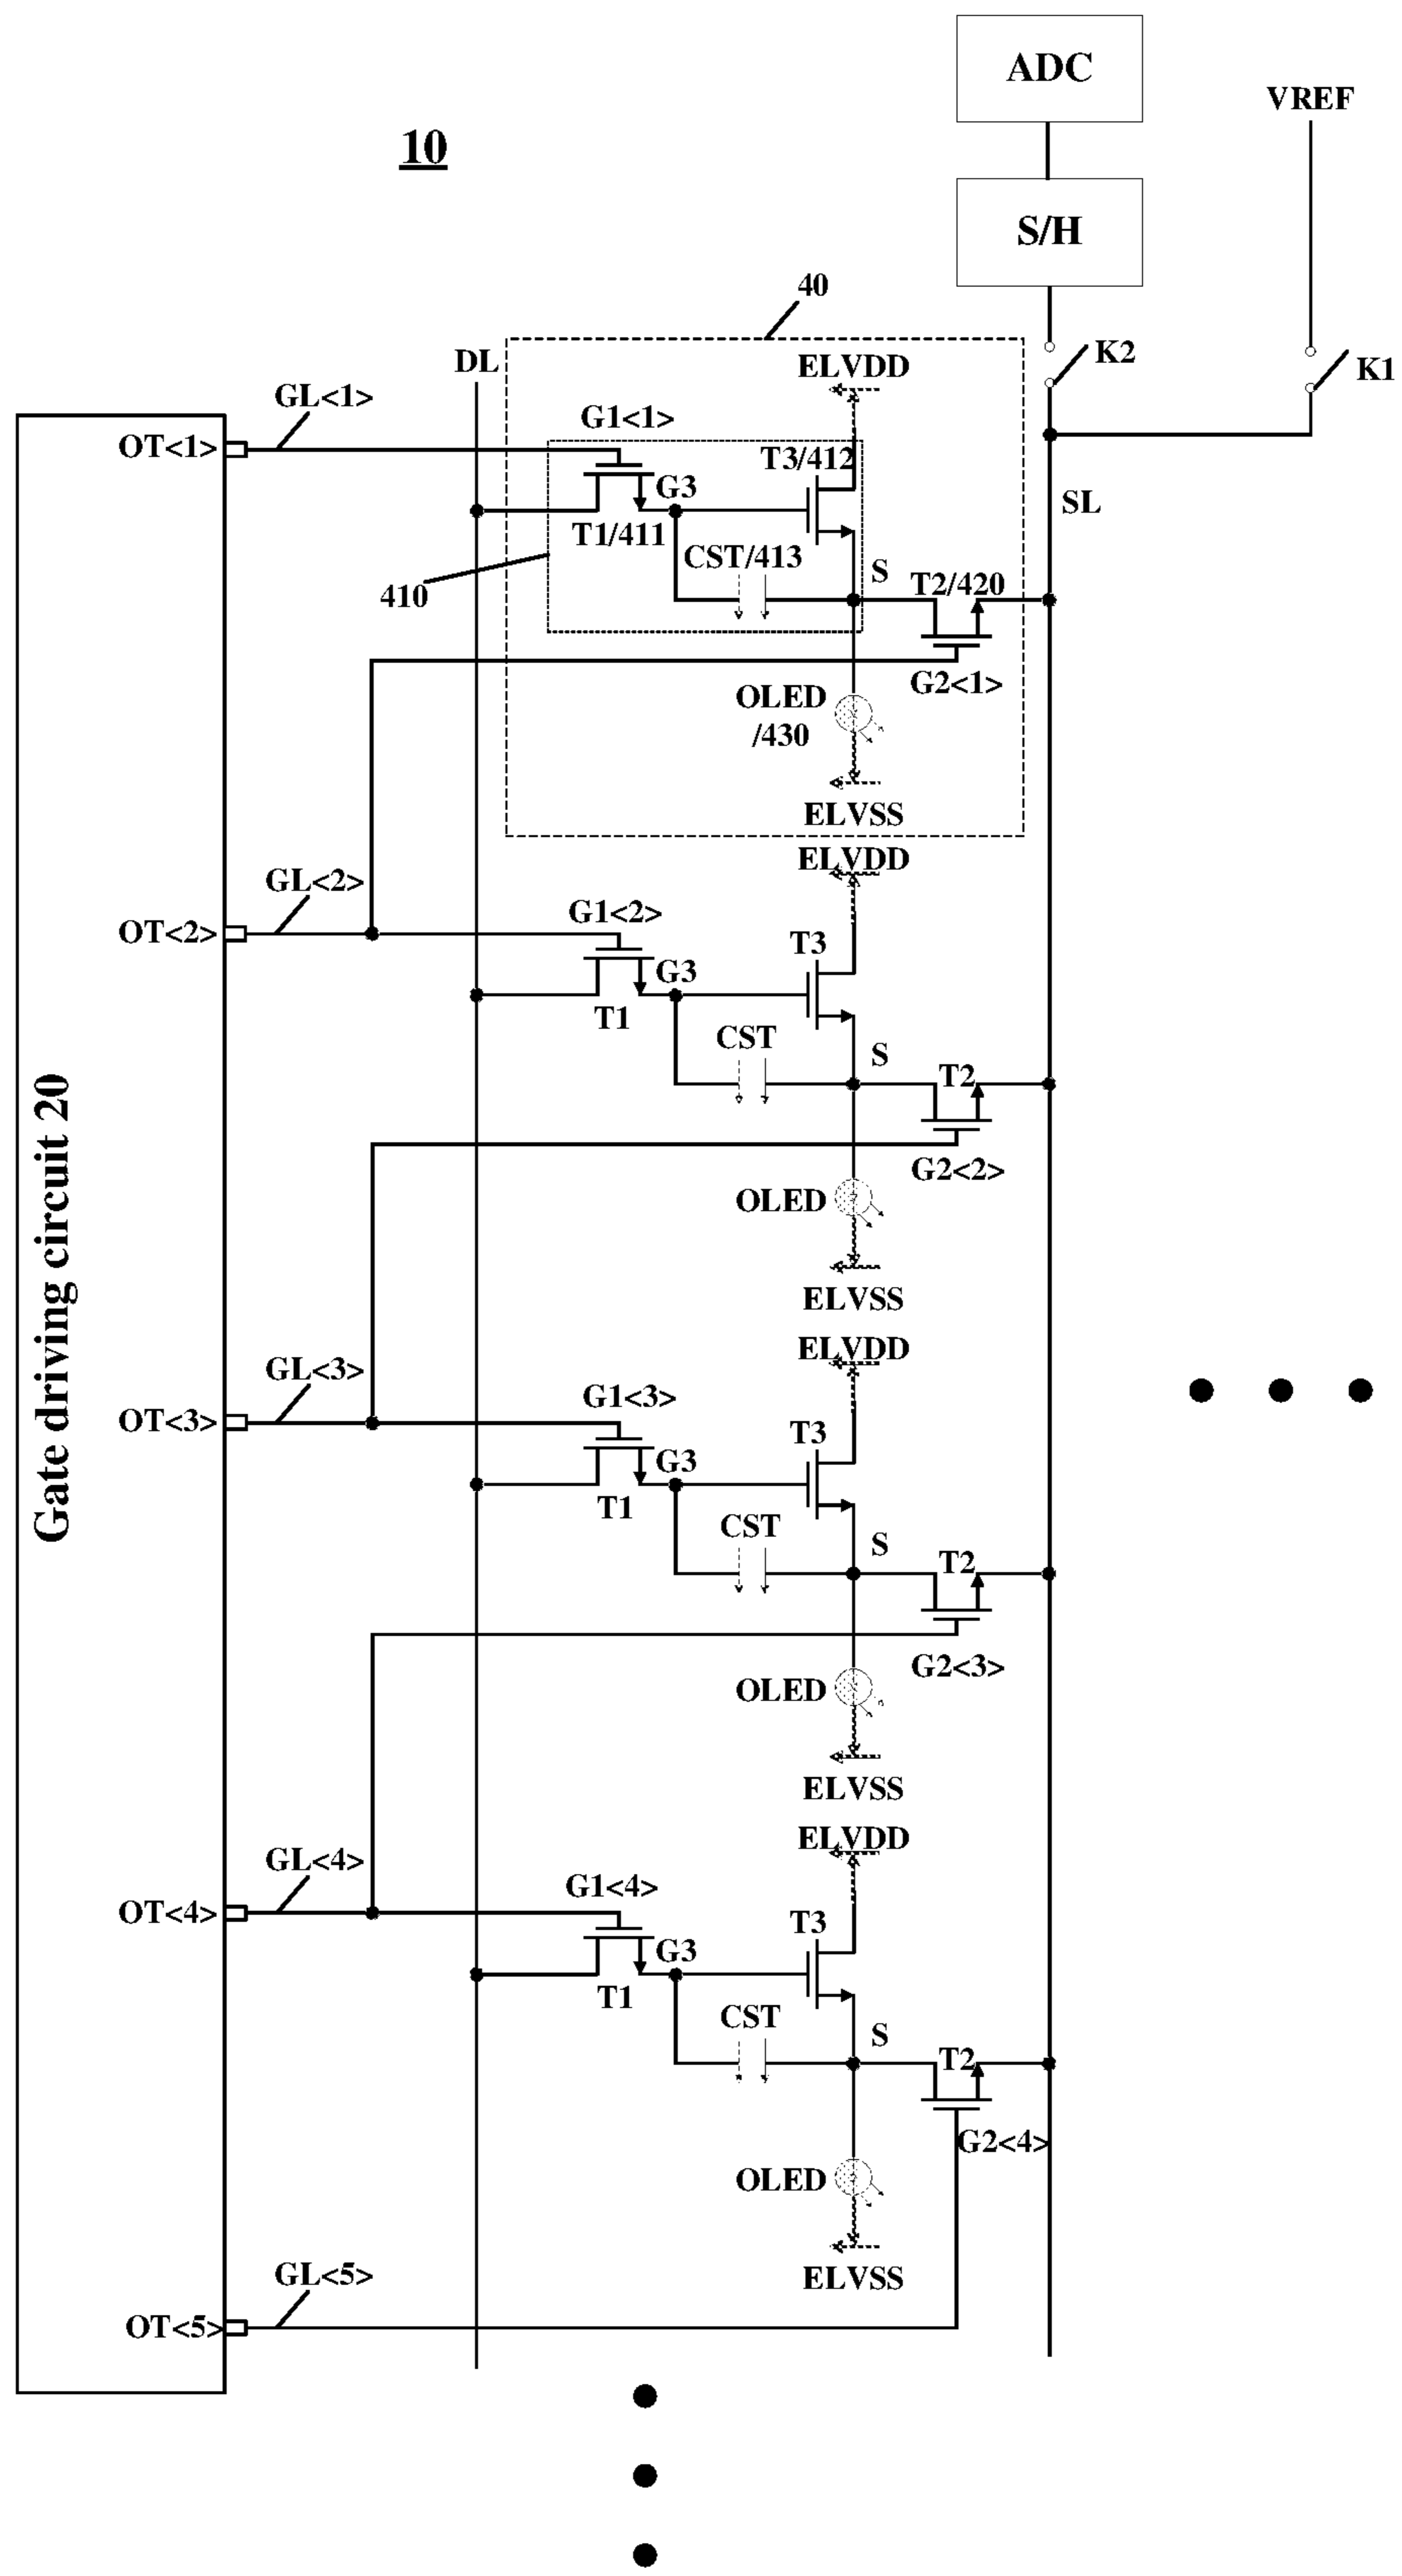 ADC
VREF
10
S/H
40
K2
K1
DL
ELVDD
GL<1>
G1<1>
OT<1>
T3/412
G3
SL
T1/411
CST/413
S
T2/420
410
G2<1>
OLED
/430
ELVSS
ELVDD
GL<2>
G1<2>
OT<2>
T3
G3
T1
CST
S
T2
G2<2>
OLED
ELVSS
Gate driving circuit 20
ELVDD
GL<3>
G1<3>
OT<3>
T3
G3
T1
CST
S
T2
G2<3>
OLED
ELVSS
ELVDD
GL<4>
G1<4>
OT<4>
T3
G3
T1
CST
S
T2
G2<4>
OLED
ELVSS
GL<5>
OT<5>